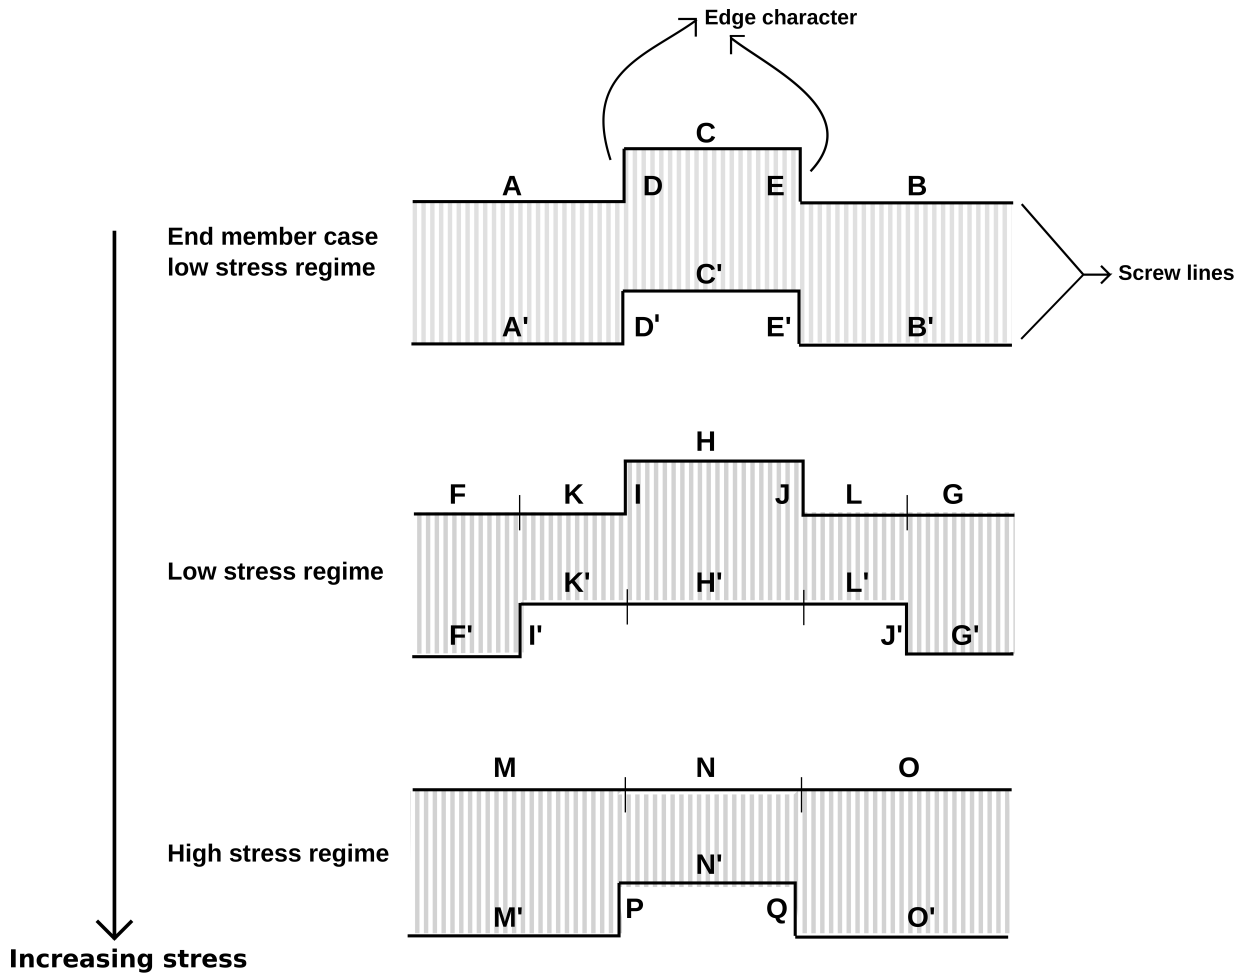 Edge character
C
A
D
E
B
End member case
low stress regime
C'
Screw lines
A'
D'
E'
B'
H
F
K
I
J
L
G
Low stress regime
K'
H'
L'
F'
I'
J'
G'
M
N
O
High stress regime
N'
M'
P
Q
O'
Increasing stress